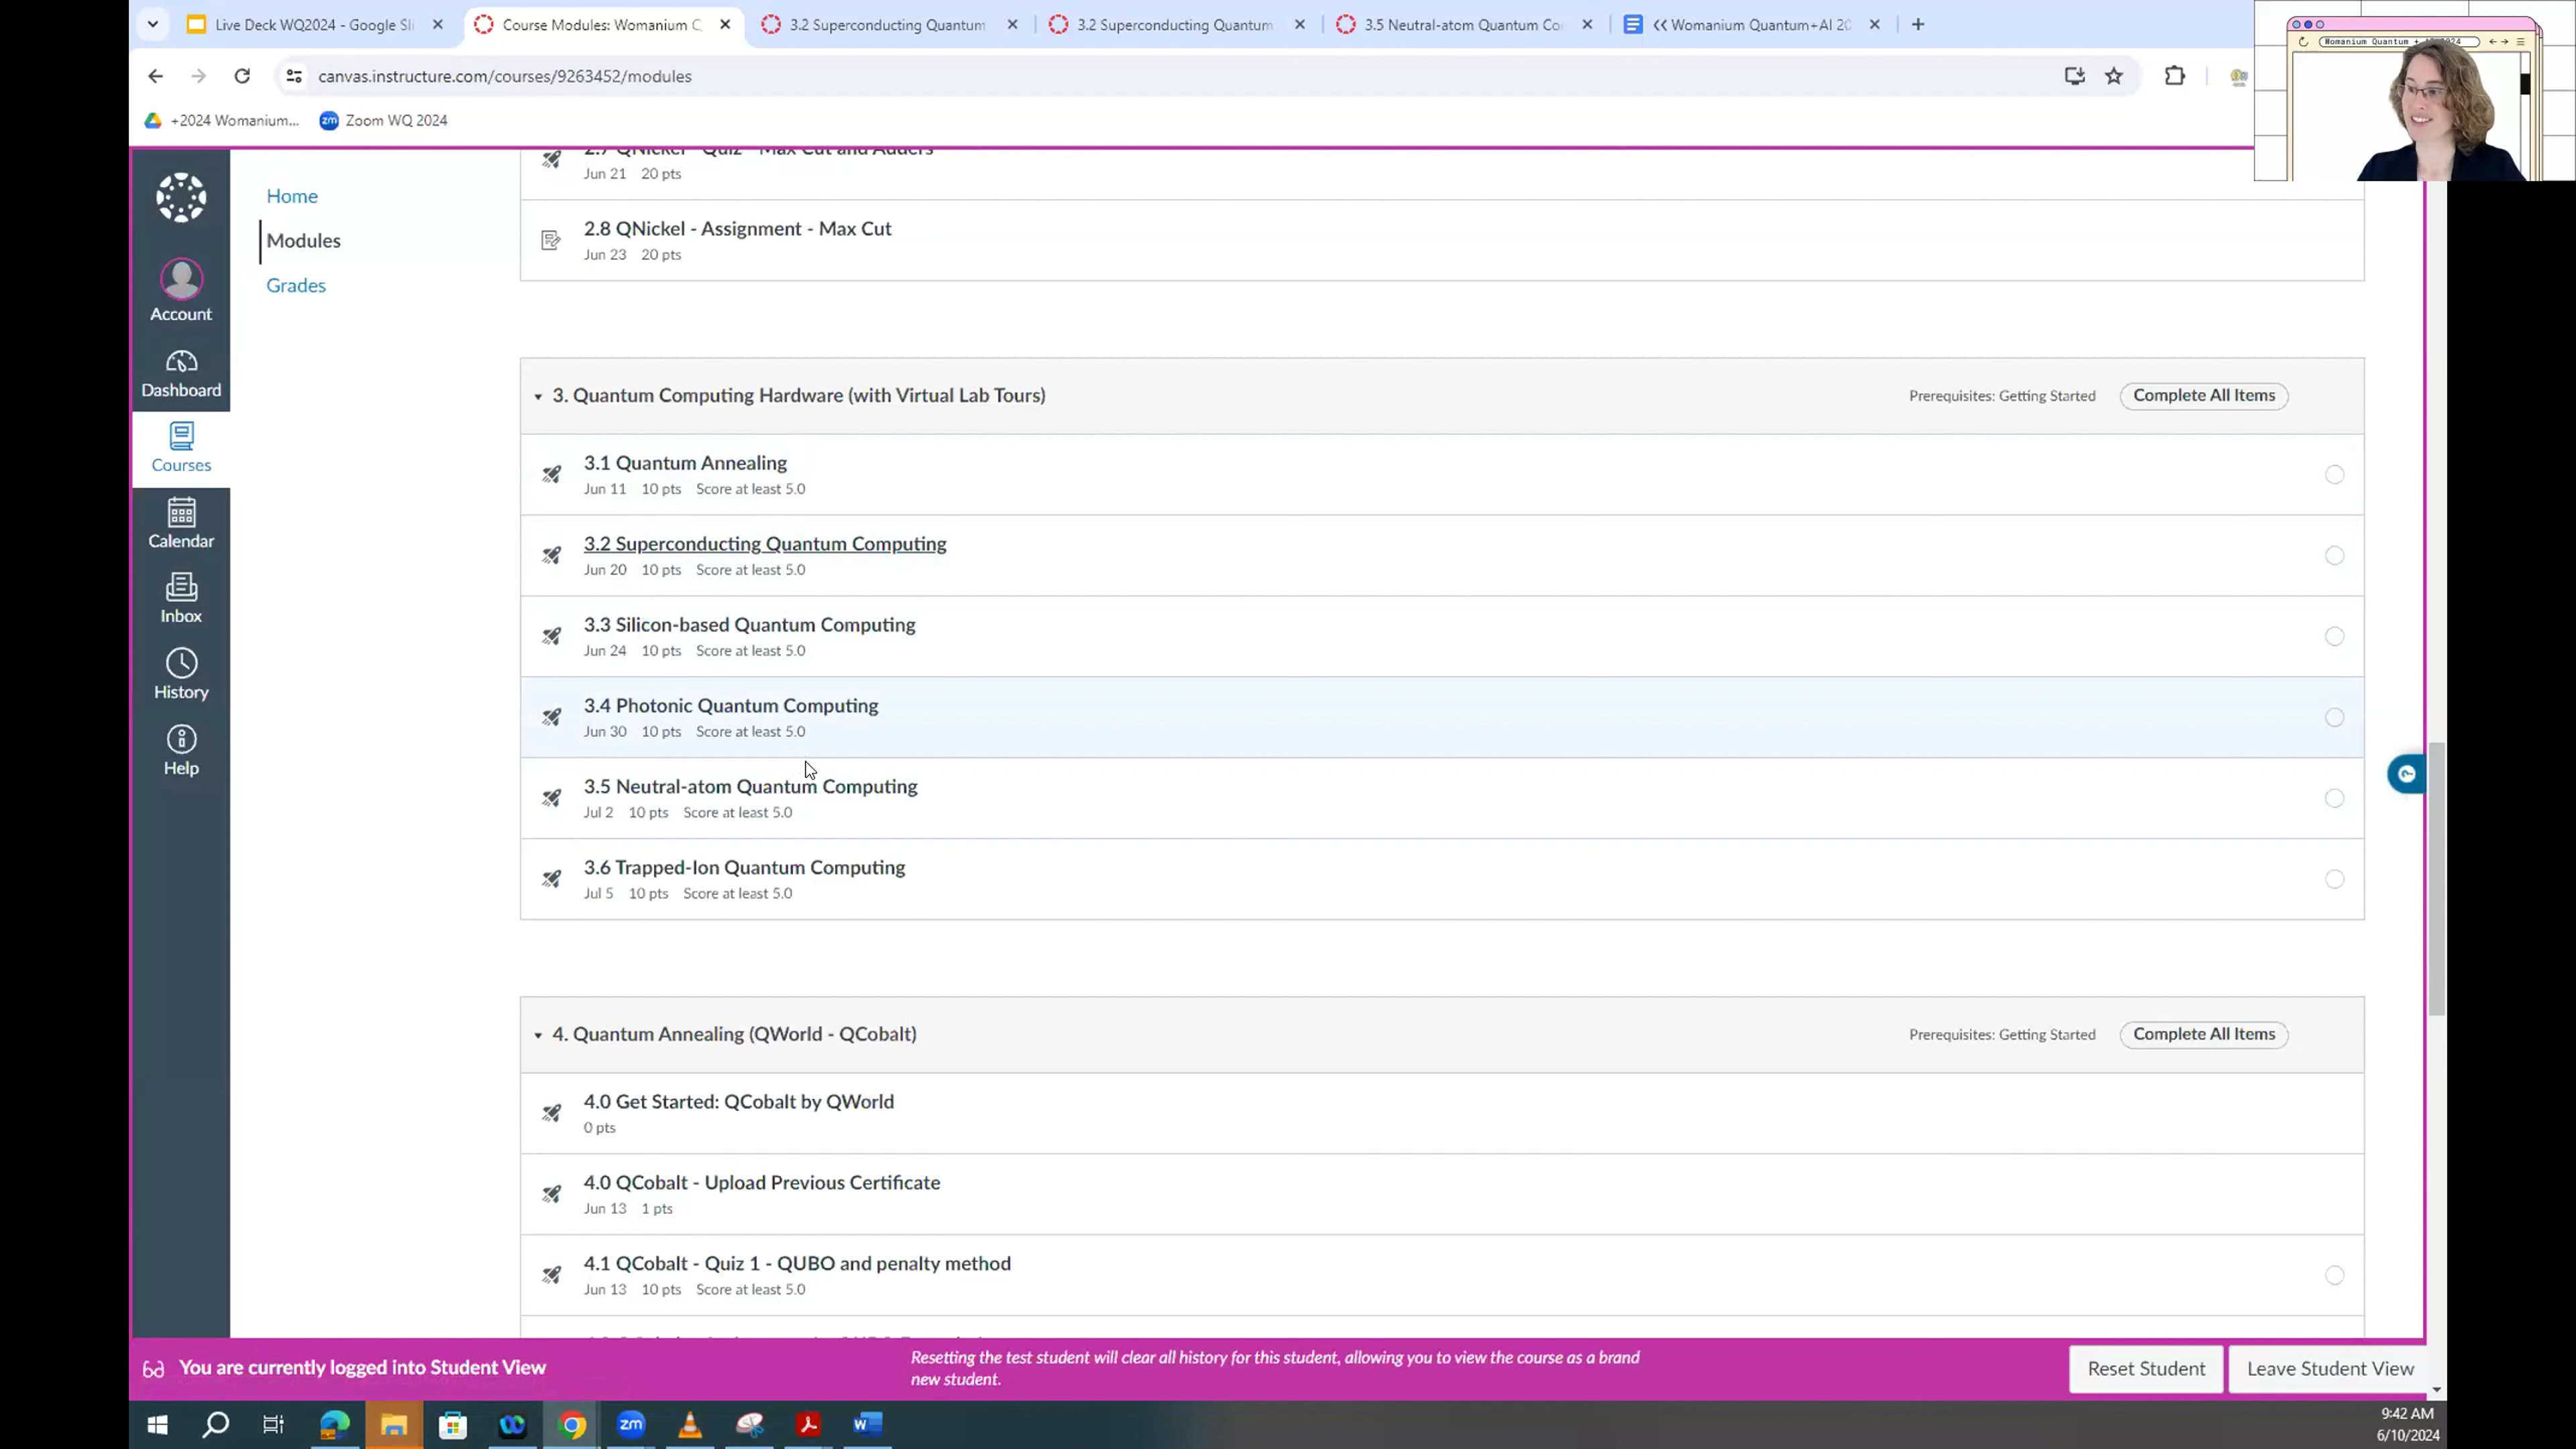 Live Deck WQ2024 - Google Sli
Course Modules: Womanium Q
3.2 Superconducting Quantum
3.2 Superconducting Quantum
3.5 Neutral-atom Quantum Co
<< Womanium Quantum+AI 20
canvas.instructure.com/courses/9263452/modules
+2024 Womanium...
Zoom WQ 2024
Womanium Quantum +
Home
Modules
Grades
Account
Dashboard
Courses
Calendar
Inbox
History
Help
2.7 QNickel - Quiz - Max Cut and Adders
Jun 21 20 pts
2.8 QNickel - Assignment - Max Cut
Jun 23 20 pts
3. Quantum Computing Hardware (with Virtual Lab Tours)
Prerequisites: Getting Started
Complete All Items
3.1 Quantum Annealing
Jun 11 10 pts Score at least 5.0
3.2 Superconducting Quantum Computing
Jun 20 10 pts Score at least 5.0
3.3 Silicon-based Quantum Computing
Jun 24 10 pts Score at least 5.0
3.4 Photonic Quantum Computing
Jun 30 10 pts Score at least 5.0
3.5 Neutral-atom Quantum Computing
Jul 2 10 pts Score at least 5.0
3.6 Trapped-Ion Quantum Computing
Jul 5 10 pts Score at least 5.0
4. Quantum Annealing (QWorld - QCobalt)
Prerequisites: Getting Started
Complete All Items
4.0 Get Started: QCobalt by QWorld
0 pts
4.0 QCobalt - Upload Previous Certificate
Jun 13 1 pts
4.1 QCobalt - Quiz 1 - QUBO and penalty method
Jun 13 10 pts Score at least 5.0
You are currently logged into Student View
Resetting the test student will clear all history for this student, allowing you to view the course as a brand
new student.
Reset Student
Leave Student View
zm
W
9:42 AM
6/10/2024